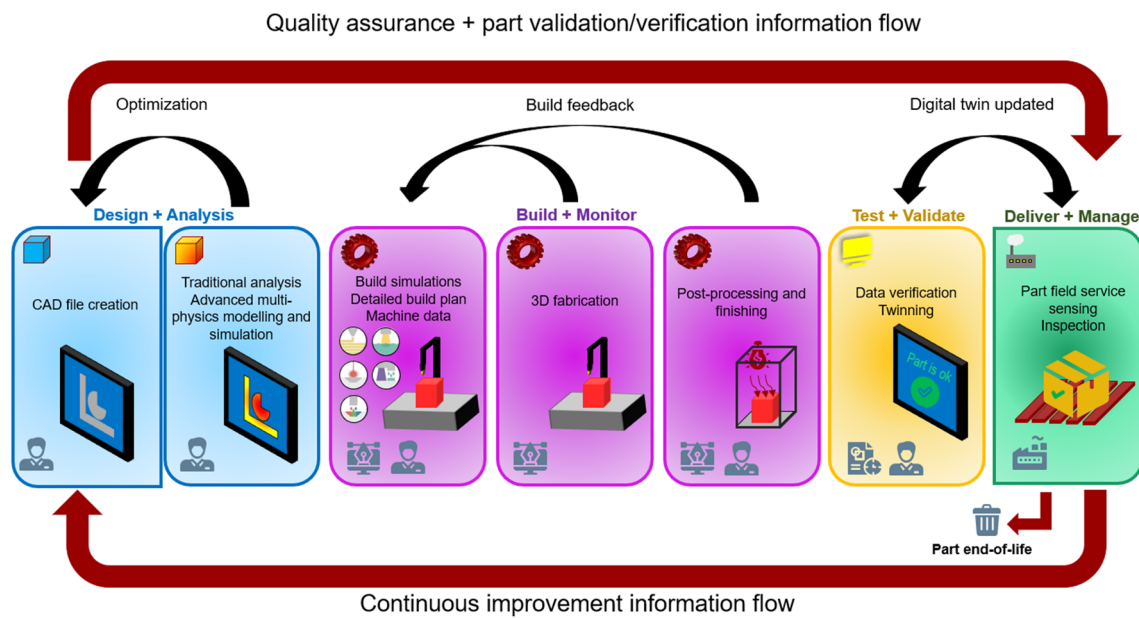 Quality assurance + part validation/verification information flow
Optimization
Build feedback
Digital twin updated
Design + Analysis
Build + Monitor
Test + Validate
Deliver + Manage
CAD file creation
Traditional analysis
Advanced multi-
physics modelling and
simulation
Build simulations
Detailed build plan
Machine data
3D fabrication
Post-processing and
finishing
Data verification
Twinning
Part is ok
Part field service
sensing
Inspection
Part end-of-life
Continuous improvement information flow